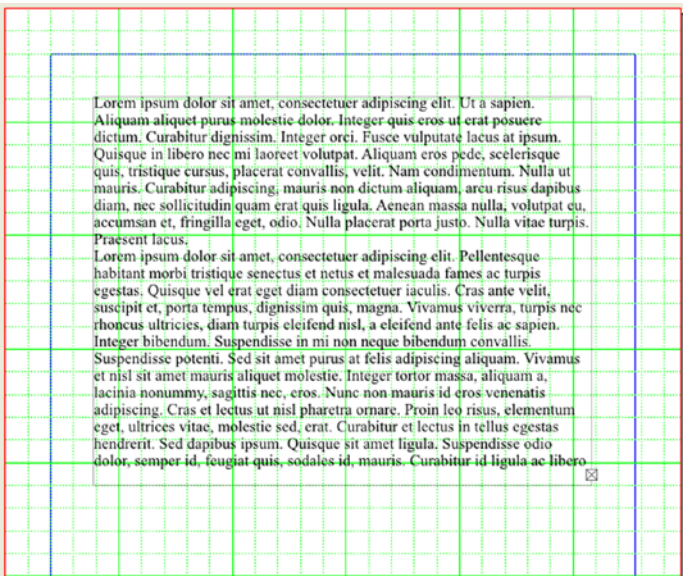 Lorem ipsum dolor sit amet, consectetuer adipiscing elit. Ut a sapien.
Aliquam aliquet purus molestie dolor. Integer quis eros ut erat posuere
dictum. Curabitur dignissim. Integer orci. Fusce vulputate lacus at ipsum.
Quisque in libero nec mi laoreet volutpat. Aliquam eros pede, scelerisque
quis, tristique cursus, placerat convallis, velit. Nam condimentum. Nulla ut
mauris. Curabitur adipiscing, mauris non dictum aliquam, arcu risus dapibus
diam, nec sollicitudin quam erat quis ligula. Aenean massa nulla, volutpat eu,
accumsan et, fringilla eget, odio. Nulla placerat porta justo. Nulla vitae turpis.
Praesent lacus.
Lorem ipsum dolor sit amet, consectetuer adipiscing elit. Pellentesque
habitant morbi tristique senectus et netus et malesuada fames ac turpis
egestas. Quisque vel erat eget diam consectetuer iaculis. Cras ante velit,
suscipit et, porta tempus, dignissim quis, magna. Vivamus viverra, turpis nec
rhoncus ultricies, diam turpis eleifend nisl, a eleifend ante felis ac sapien.
Integer bibendum. Suspendisse in mi non neque bibendum convallis.
Suspendisse potenti. Sed sit amet purus at felis adipiscing aliquam. Vivamus
et nisl sit amet mauris aliquet molestie. Integer tortor massa, aliquam a,
lacinia nonummy, sagittis nec, eros. Nunc non mauris id eros venenatis
adipiscing. Cras et lectus ut nisl pharetra ornare. Proin leo risus, elementum
eget, ultrices vitae, molestie sed, erat. Curabitur et lectus in tellus egestas
hendrerit. Sed dapibus ipsum. Quisque sit amet ligula. Suspendisse odio
dolor, semper id, feugiat quis, sodales id, mauris. Curabitur id ligula ac libero